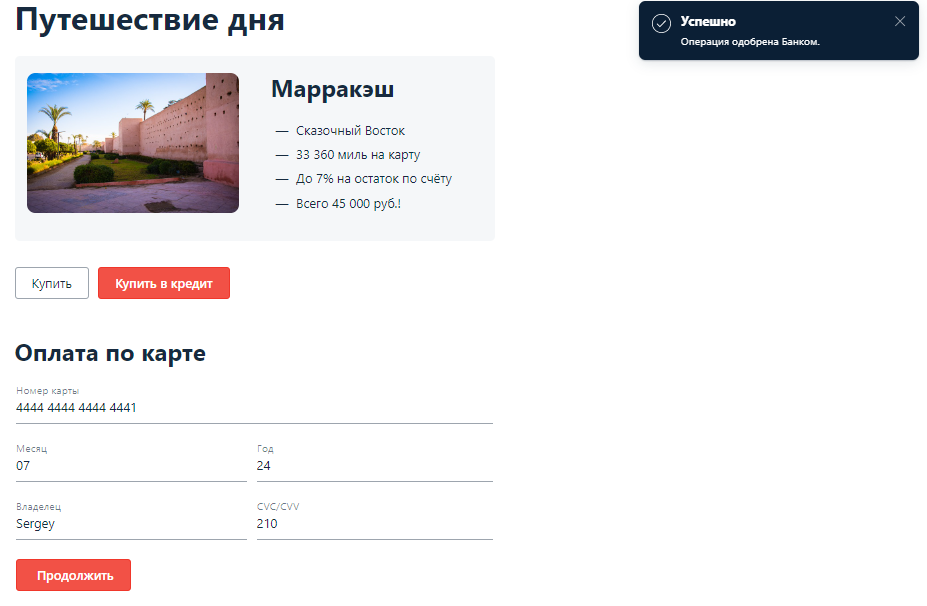 Путешествие дня
Успешно
Операция одобрена Банком.
Марракэш
— Сказочный Восток
— 33 360 миль на карту
— До 7% на остаток по счёту
— Всего 45 000 руб.!
Купить
Купить в кредит
Оплата по карте
Номер карты
4444 4444 4444 4441
Месяц
Год
07
24
Владелец
CVC/CVV
Sergey
210
Продолжить